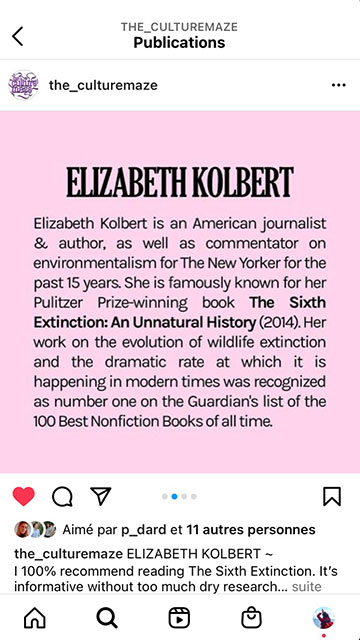 THE_CULTUREMAZE
Publications
the_culturemaze
ELIZABETH KOLBERT
Elizabeth Kolbert is an American journalist
& author, as well as commentator on
environmentalism for The New Yorker for the
past 15 years. She is famously known for her
Pulitzer Prize-winning book The Sixth
Extinction: An Unnatural History (2014). Her
work on the evolution of wildlife extinction
and the dramatic rate at which it is
happening in modern times was recognized
as number one on the Guardian's list of the
100 Best Nonfiction Books of all time.
Aimé par p_dard et 11 autres personnes
the_culturemaze ELIZABETH KOLBERT ~
I 100% recommend reading The Sixth Extinction. It's
informative without too much dry research... suite